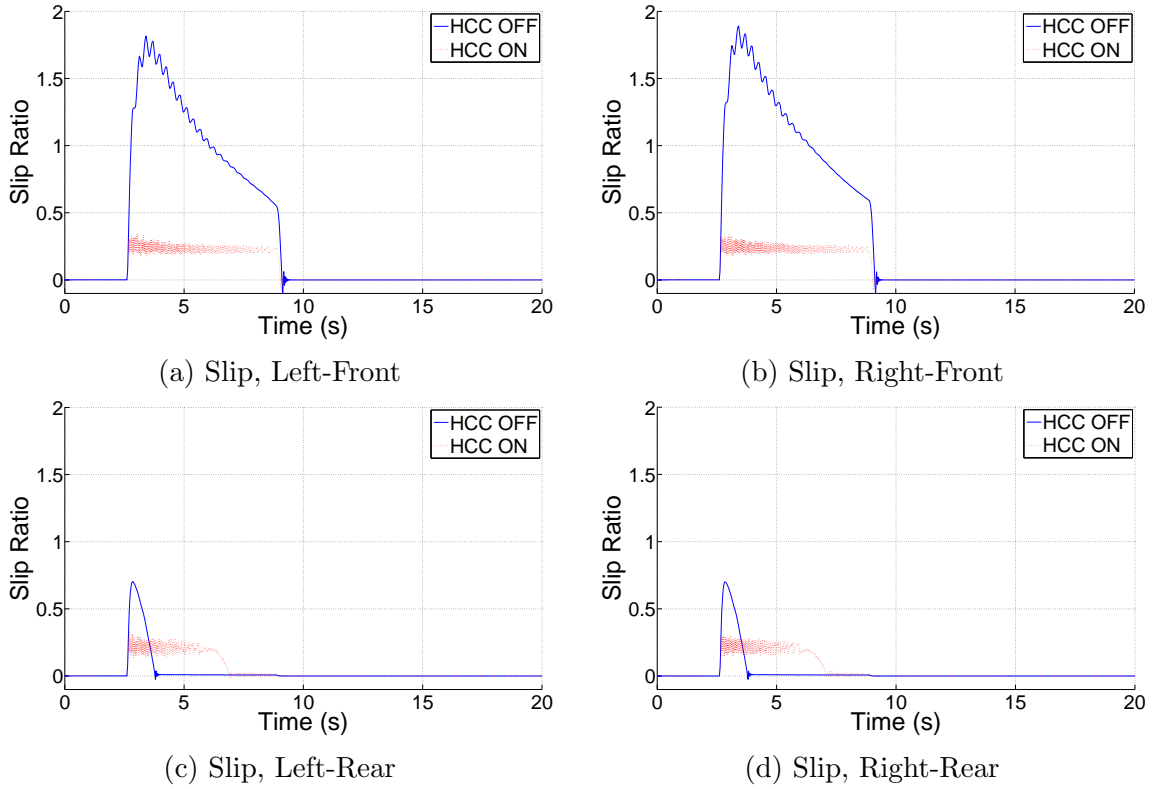 2
1.5
1
0.5
0
Slip Ratio
HCC OFF
HCC ON
0 5 10 15 20
Time (s)
(a) Slip, Left-Front
2
1.5
1
0.5
0
Slip Ratio
HCC OFF
HCC ON
0 5 10 15 20
Time (s)
(b) Slip, Right-Front
2
1.5
1
0.5
0
Slip Ratio
HCC OFF
HCC ON
0 5 10 15 20
Time (s)
(c) Slip, Left-Rear
2
1.5
1
0.5
0
Slip Ratio
HCC OFF
HCC ON
0 5 10 15 20
Time (s)
(d) Slip, Right-Rear